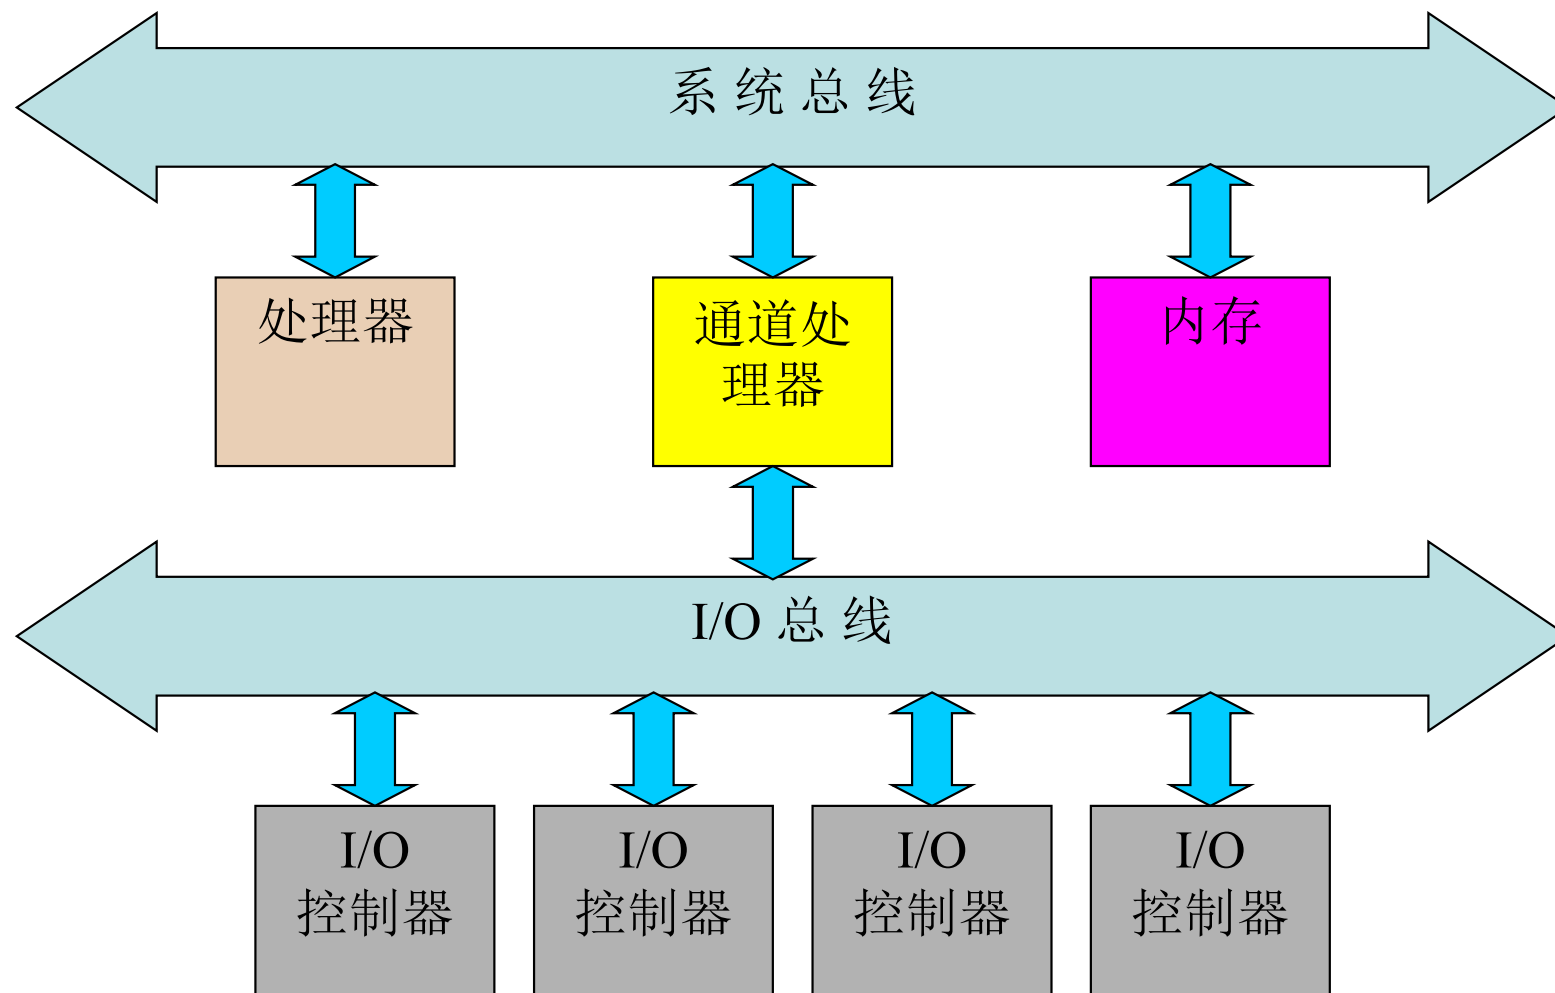 系 统 总 线
处理器
通道处
理器
内存
I/O 总 线
I/O
控制器
I/O
控制器
I/O
控制器
I/O
控制器